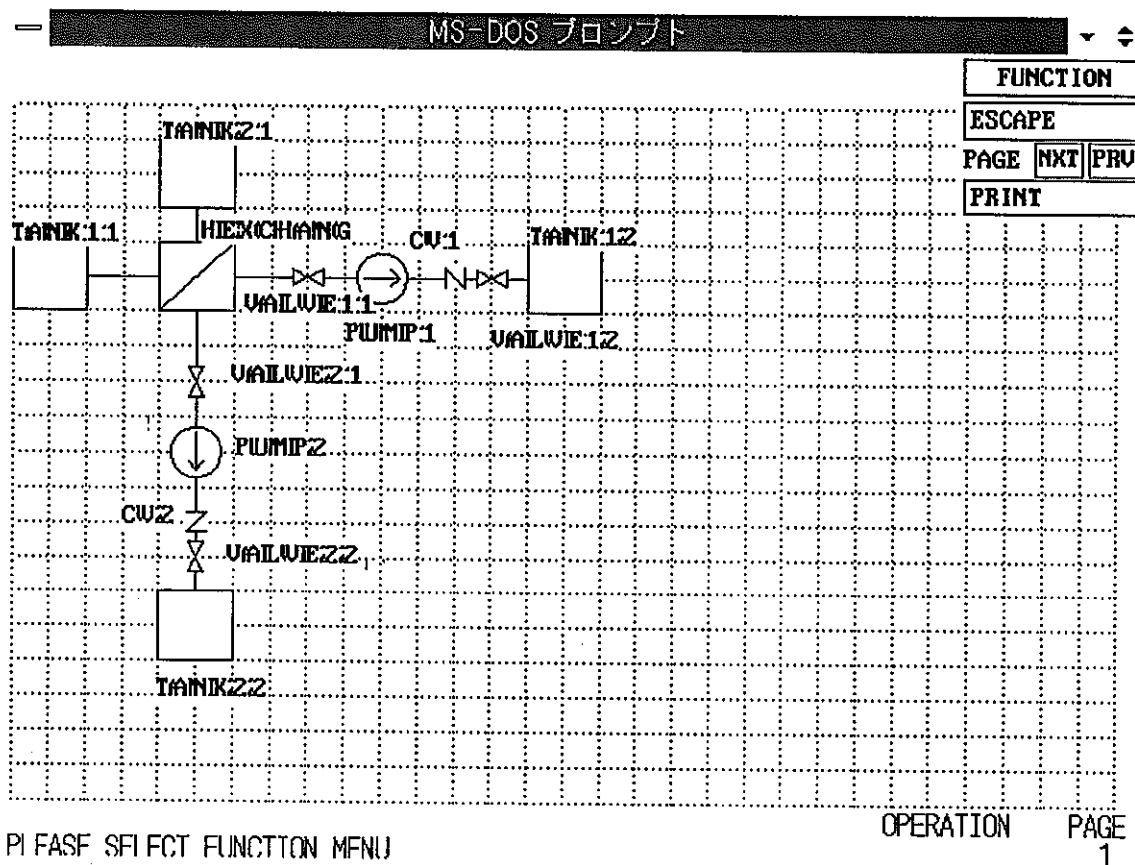 MS-DOS プロンプト
FUNCTION
ESCAPE
PAGE NXT PRV
PRINT
TANK21
TANK11
HEXCHANG
CV1
TANK12
VALVE11
PUMP1
VALVE12
VALVE21
PUMP2
CV2
VALVE22
TANK22
OPERATION PAGE
1
PLEASE SELECT FUNCTION MENU